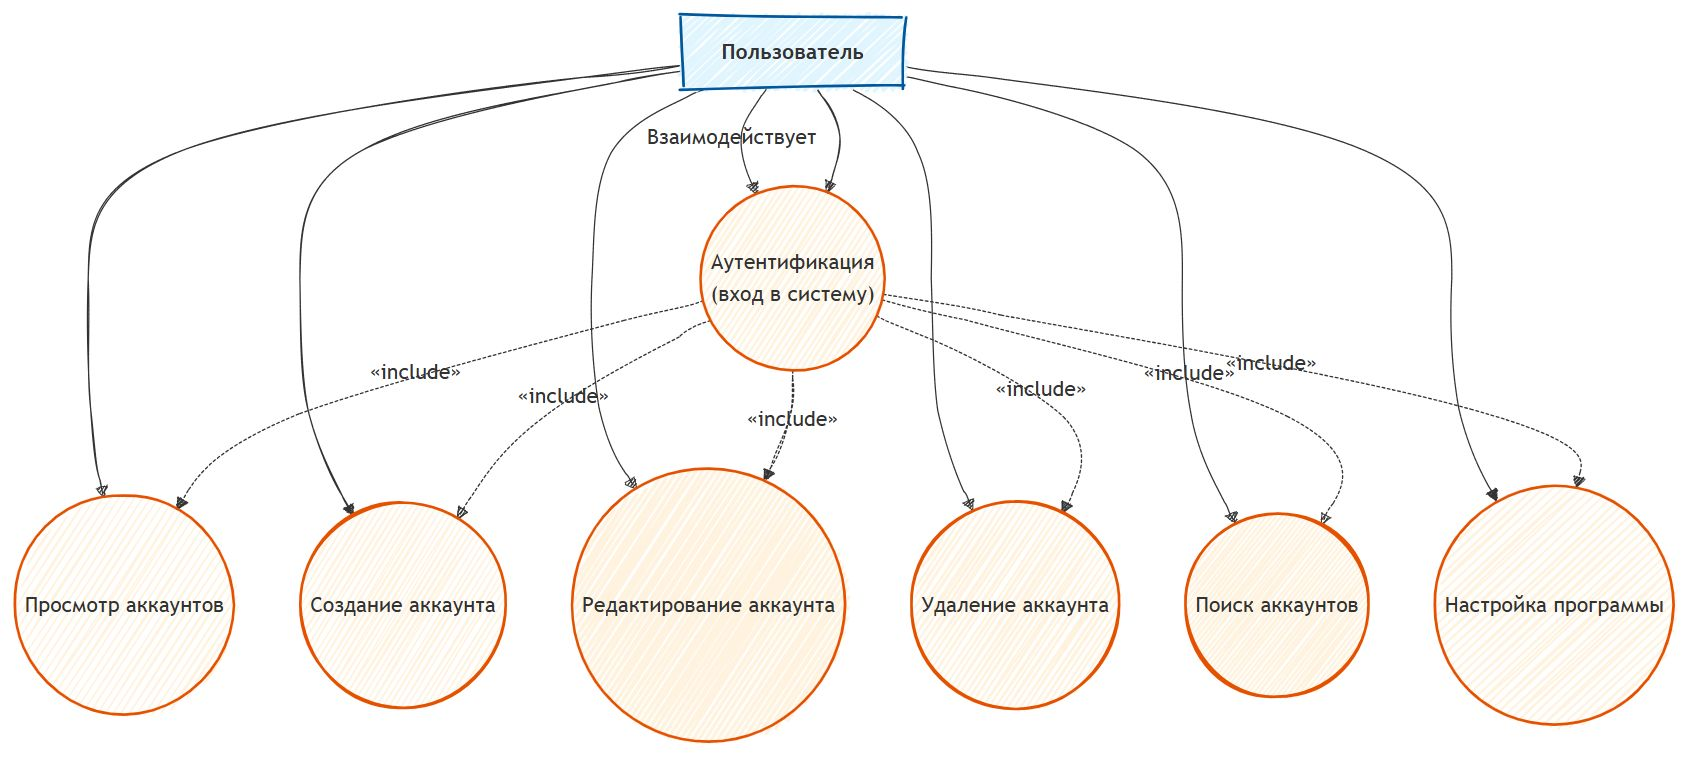 Пользователь
Взаимодействует
Аутентификация
(вход в систему)
«include»
«include»
«include»
«include»
«include»
«include»
Просмотр аккаунтов
Создание аккаунта
Редактирование аккаунта
Удаление аккаунта
Поиск аккаунтов
Настройка программы